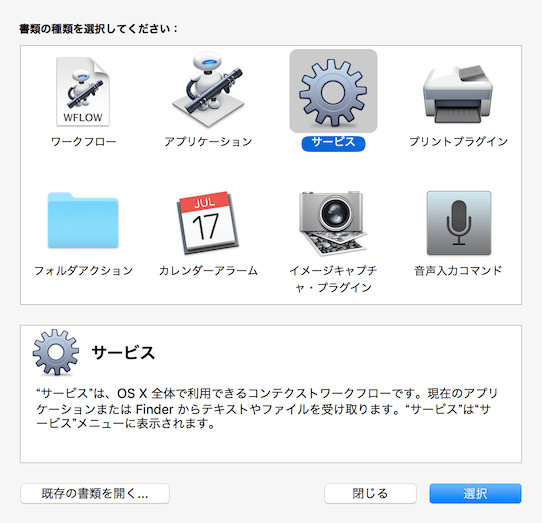 書類の種類を選択してください：
WFLOW
ワークフロー
アプリケーション
サービス
プリントプラグイン
JUL
17
フォルダアクション
カレンダーアラーム
イメージキャプチ
ャ・プラグイン
音声入力コマンド
サービス
“サービス”は、OS X 全体で利用できるコンテクストワークフローです。現在のアプリ
ケーションまたは Finder からテキストやファイルを受け取ります。“サービス”は“サ
ービス”メニューに表示されます。
既存の書類を開く...
閉じる
選択